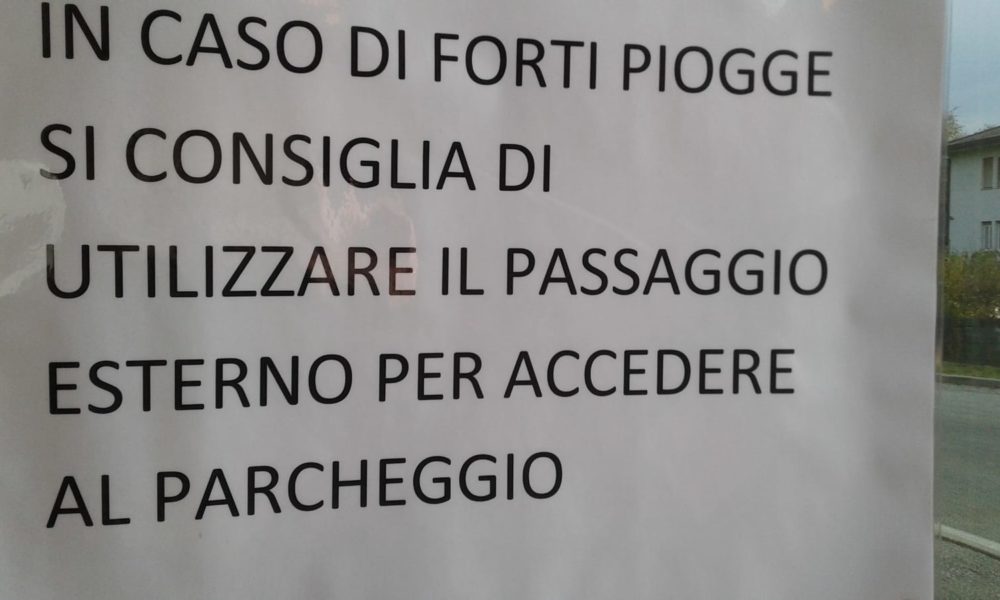 IN CASO DI FORTI PIOGGE
SI CONSIGLIA DI
UTILIZZARE IL PASSAGGIO
ESTERNO PER ACCEDERE
AL PARCHEGGIO